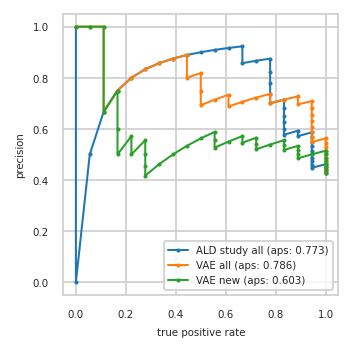 1.0
0.8
0.6
0.4
0.2
0.0
precision
ALD study all (aps: 0.773)
VAE all (aps: 0.786)
VAE new (aps: 0.603)
0.0 0.2 0.4 0.6 0.8 1.0
true positive rate